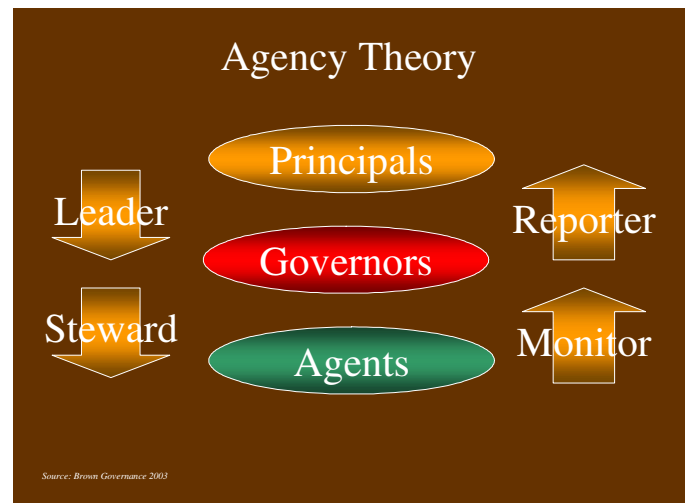 Agency Theory
Principals
Leader
Reporter
Governors
Steward
Monitor
Agents
Source: Brown Governance 2003